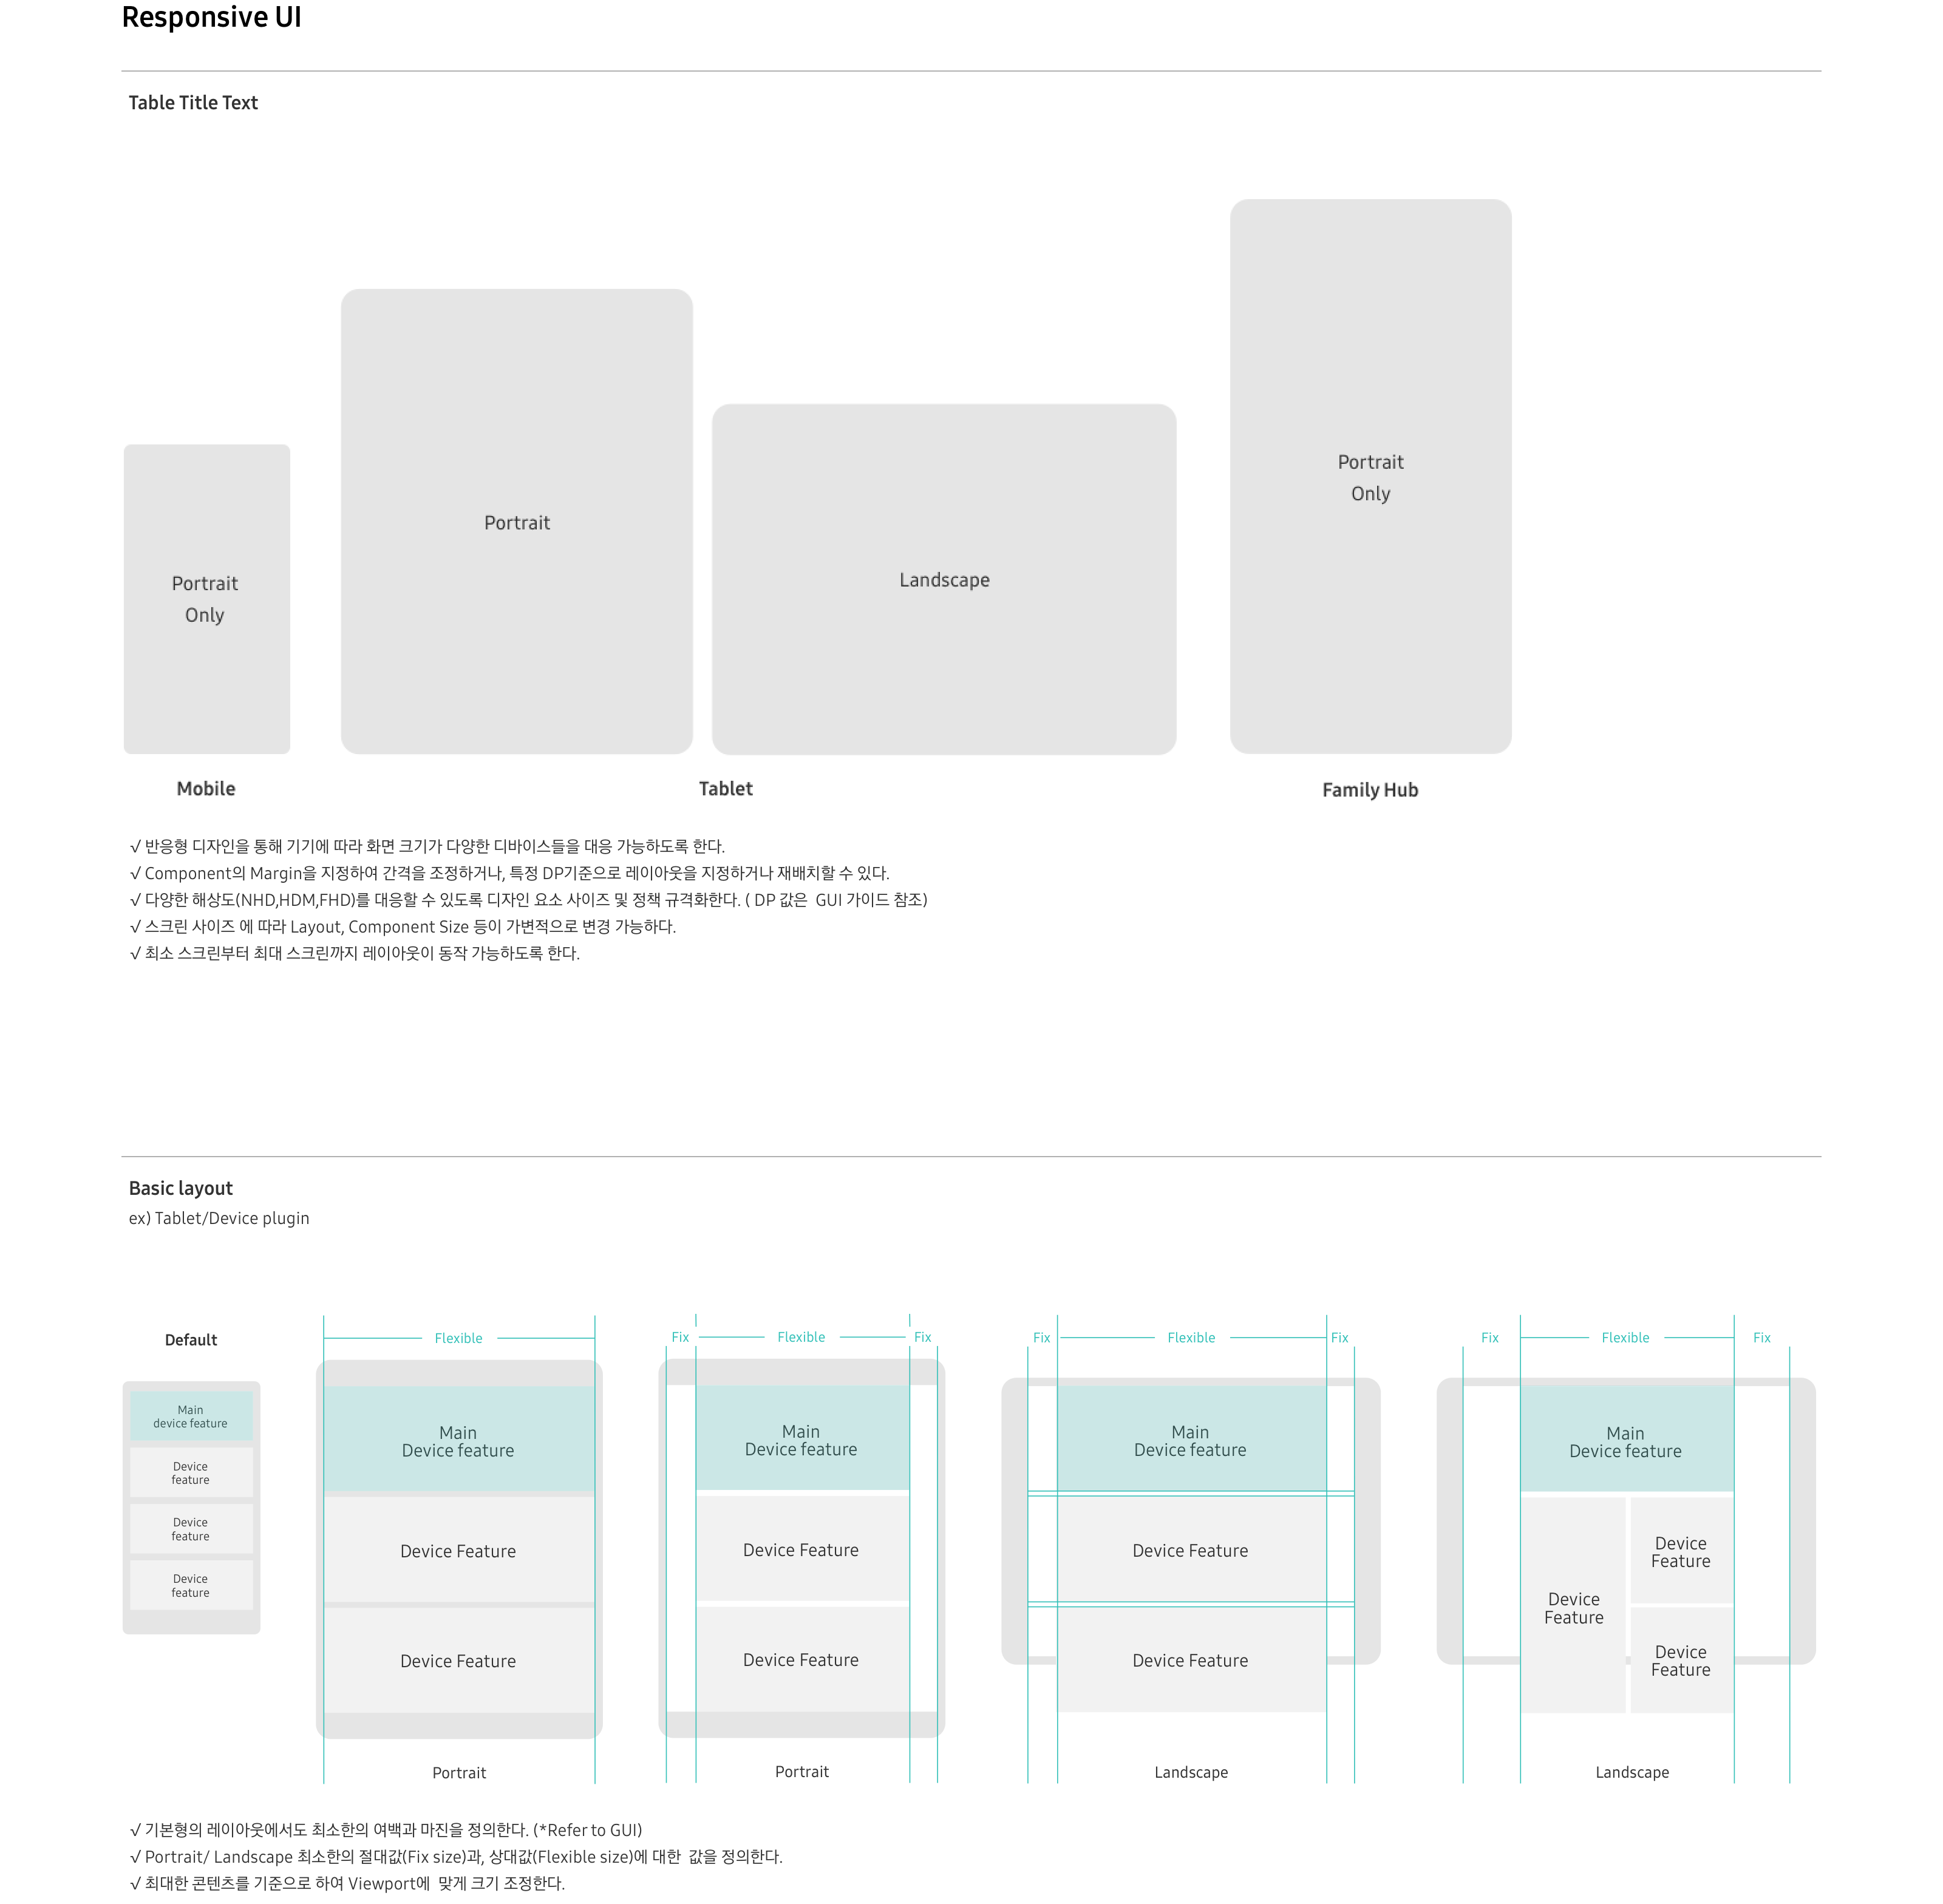 Responsive UI
Table Title Text
Portrait
Only
Portrait
Landscape
Portrait
Only
Mobile
Tablet
Family Hub
√ 반응형 디자인을 통해 기기에 따라 화면 크기가 다양한 디바이스들을 대응 가능하도록 한다.
√ Component의 Margin을 지정하여 간격을 조정하거나, 특정 DP기준으로 레이아웃을 지정하거나 재배치할 수 있다.
√ 다양한 해상도(NHD,HDM,FHD)를 대응할 수 있도록 디자인 요소 사이즈 및 정책 규격화한다. ( DP 값은 GUI 가이드 참조)
√ 스크린 사이즈 에 따라 Layout, Component Size 등이 가변적으로 변경 가능하다.
√ 최소 스크린부터 최대 스크린까지 레이아웃이 동작 가능하도록 한다.
Basic layout
ex) Tablet/Device plugin
Default
Main
device feature
Device
feature
Device
feature
Device
feature
Flexible
Main
Device feature
Device Feature
Device Feature
Portrait
Fix
Flexible
Fix
Main
Device feature
Device Feature
Device Feature
Portrait
Fix
Flexible
Fix
Main
Device feature
Device Feature
Device Feature
Landscape
Fix
Flexible
Fix
Main
Device feature
Device
Feature
Device
Feature
Device
Feature
Landscape
√ 기본형의 레이아웃에서도 최소한의 여백과 마진을 정의한다. (*Refer to GUI)
√ Portrait/ Landscape 최소한의 절대값(Fix size)과, 상대값(Flexible size)에 대한 값을 정의한다.
√ 최대한 콘텐츠를 기준으로 하여 Viewport에 맞게 크기 조정한다.